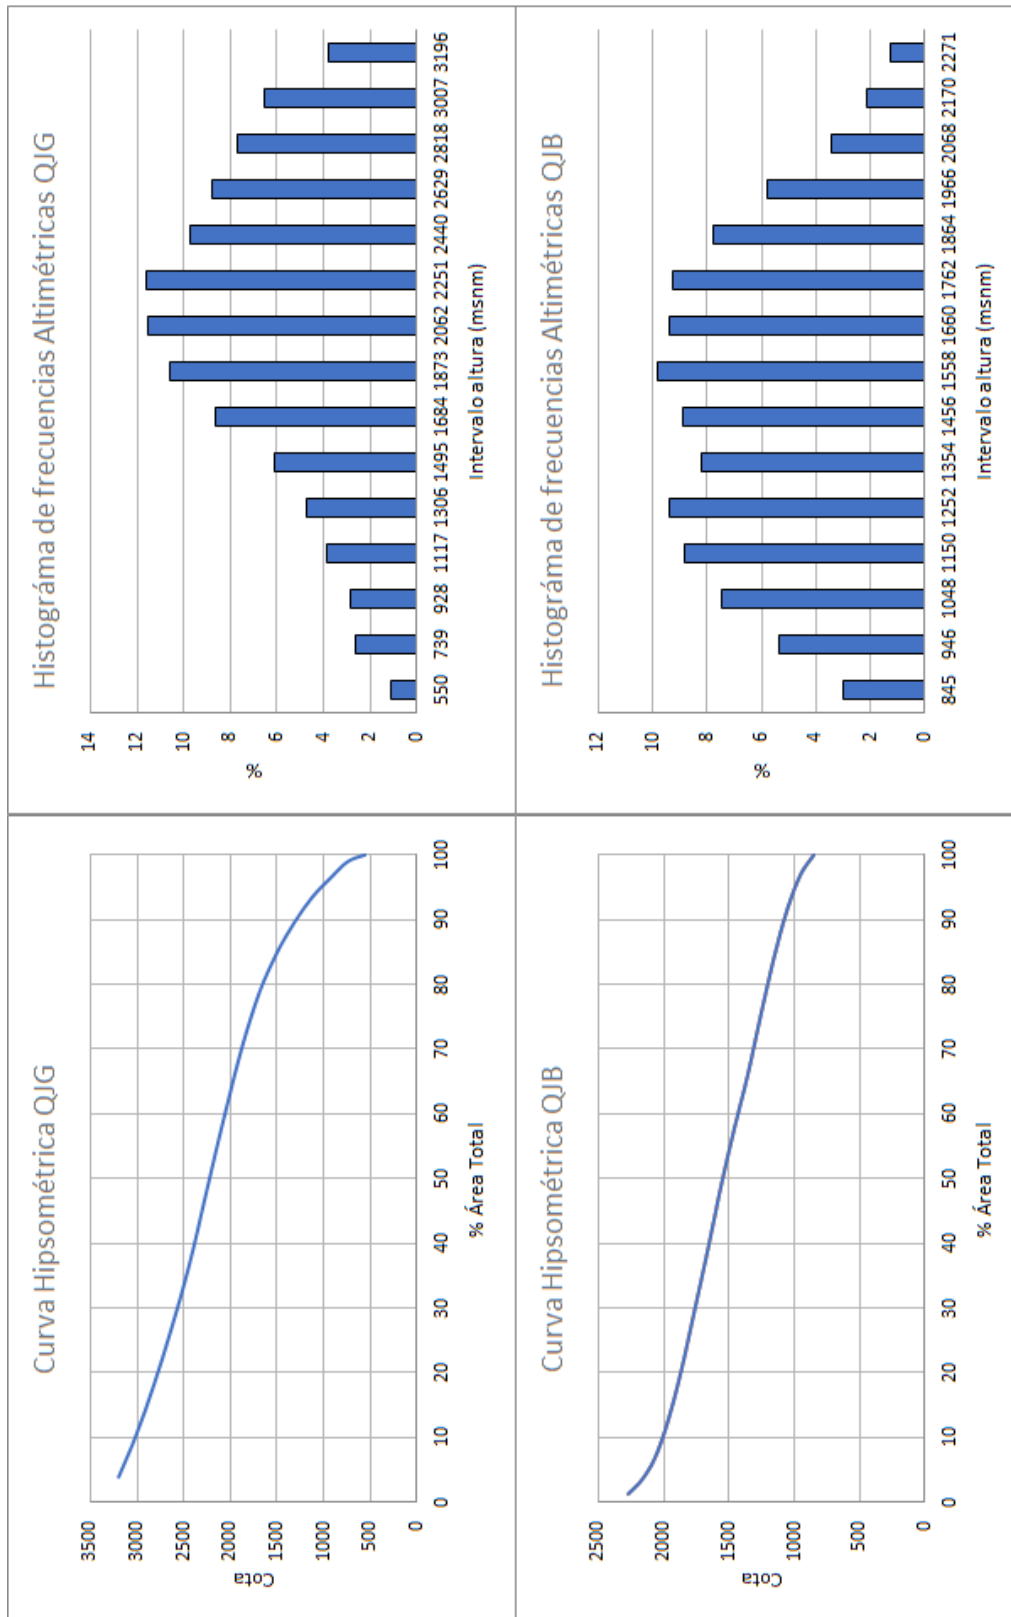 Curva Hipsométrica QJG
Cota
3500
3000
2500
2000
1500
1000
500
0
0 10 20 30 40 50 60 70 80 90 100
% Área Total
Histográma de frecuencias Altimétricas QJG
%
14
12
10
8
6
4
2
0
550 739 928 1117 1306 1495 1684 1873 2062 2251 2440 2629 2818 3007 3196
Intervalo altura (msnm)
Curva Hipsométrica QJB
Cota
2500
2000
1500
1000
500
0
0 10 20 30 40 50 60 70 80 90 100
% Área Total
Histográma de frecuencias Altimétricas QJB
%
12
10
8
6
4
2
0
845 946 1048 1150 1252 1354 1456 1558 1660 1762 1864 1966 2068 2170 2271
Intervalo altura (msnm)